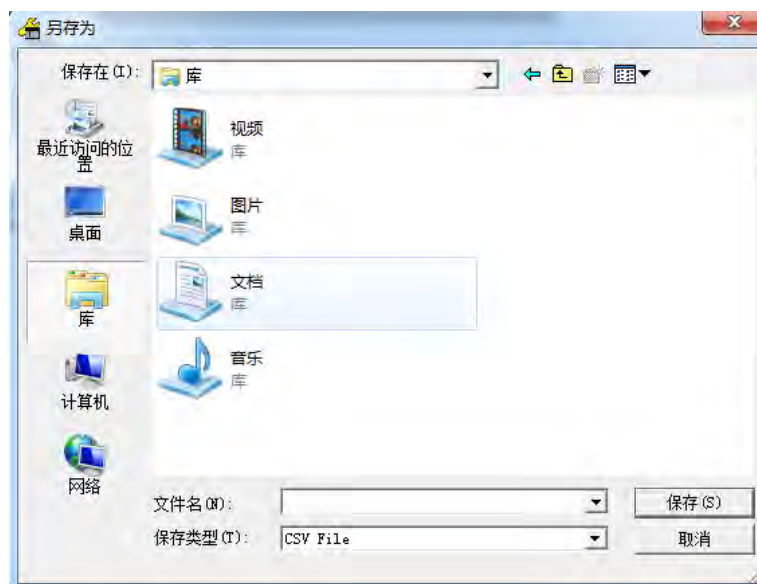 另存为
保存在(I):
库
最近访问的位
置
桌面
库
计算机
网络
视频
库
图片
库
文档
库
音乐
库
文件名(N):
保存(S)
保存类型(T):
CSV File
取消